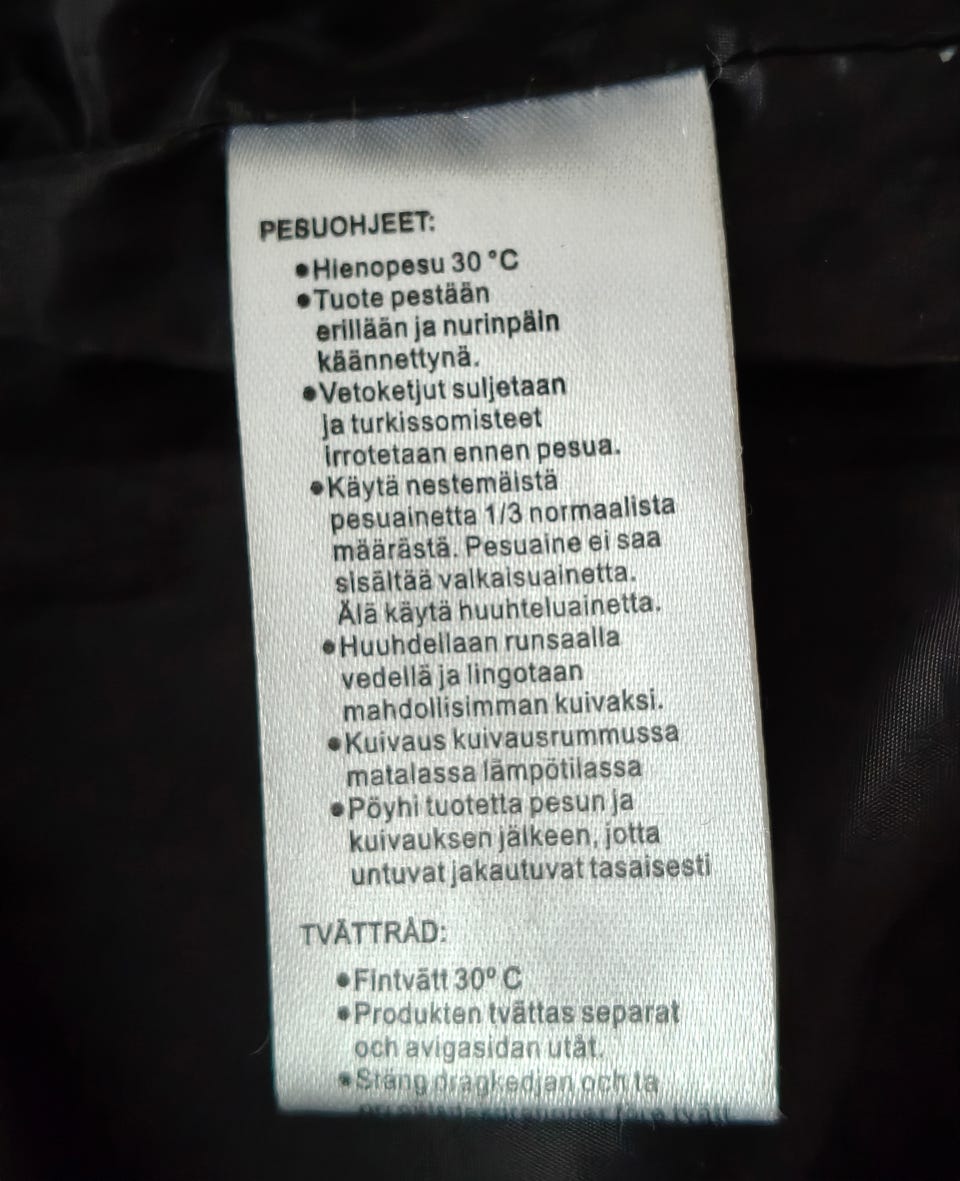 PESUOHJEET:
●Hienopesu 30 °C
●Tuote pestään
erillään ja nurinpäin
käännettynä.
●Vetoketjut suljetaan
ja turkissomisteet
irrotetaan ennen pesua.
●Käytä nestemäistä
pesuainetta 1/3 normaalista
määrästä. Pesuaine ei saa
sisältää valkaisuainetta.
Älä käytä huuhteluainetta.
●Huuhdellaan runsaalla
vedellä ja lingotaan
mahdollisimman kuivaksi.
●Kuivaus kuivausrummussa
matalassa lämpötilassa
●Pöyhi tuotetta pesun ja
kuivauksen jälkeen, jotta
untuvat jakautuvat tasaisesti
TVÄTTRÅD:
●Fintvätt 30º C
●Produkten tvättas separat
och avigasidan utåt.
●Stäng dragkedjan och ta